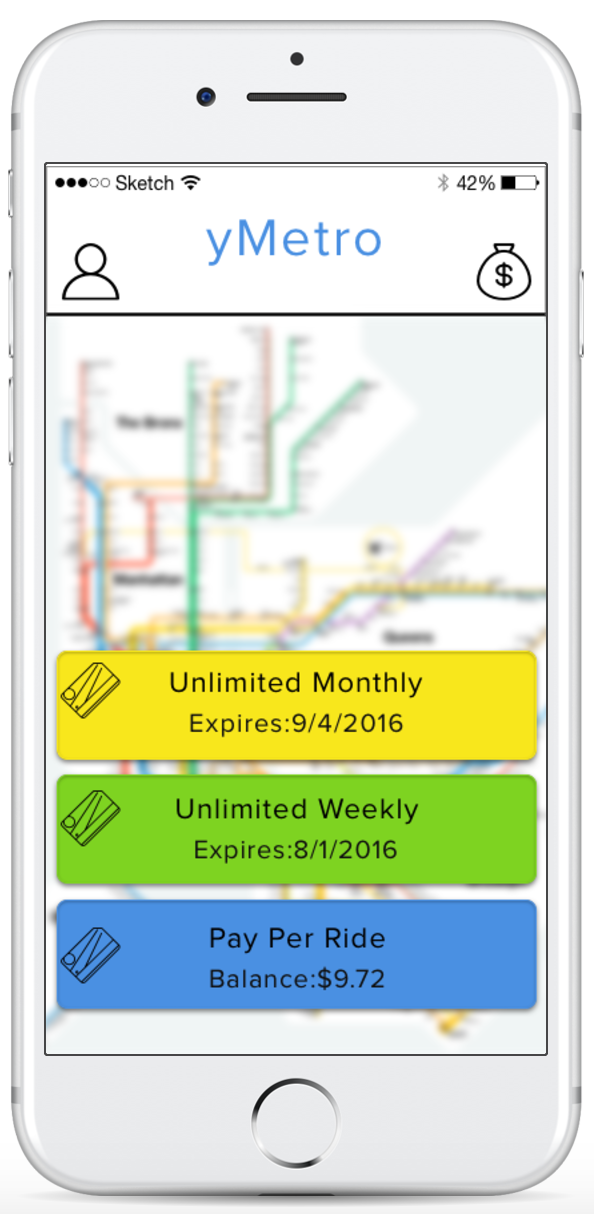 Sketch 42%
yMetro
$
The Bronx
Manhattan
Queens
Unlimited Monthly
Expires:9/4/2016
Unlimited Weekly
Expires:8/1/2016
Pay Per Ride
Balance:$9.72